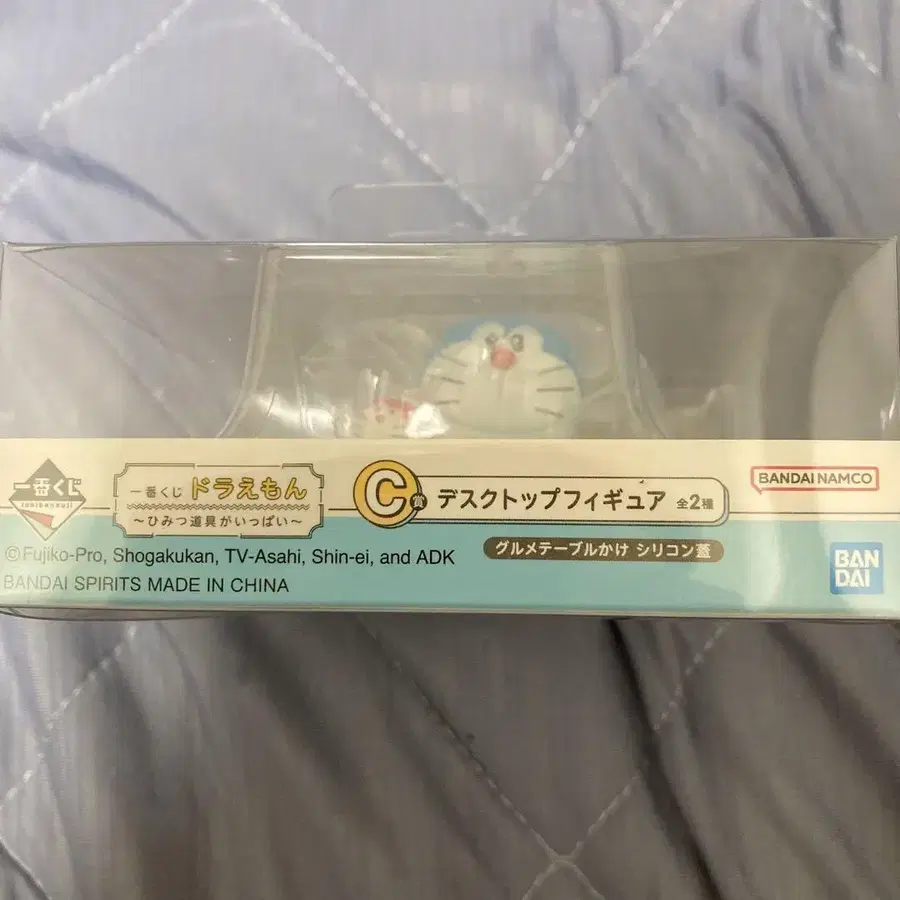 一番くじ
ichibankuji
一番くじ ドラえもん
～ひみつ道具がいっぱい～
C賞 デスクトップフィギュア 全2種
グルメテーブルかけ シリコン蓋
BANDAI NAMCO
BAN
DAI
©Fujiko-Pro, Shogakukan, TV-Asahi, Shin-ei, and ADK
BANDAI SPIRITS MADE IN CHINA